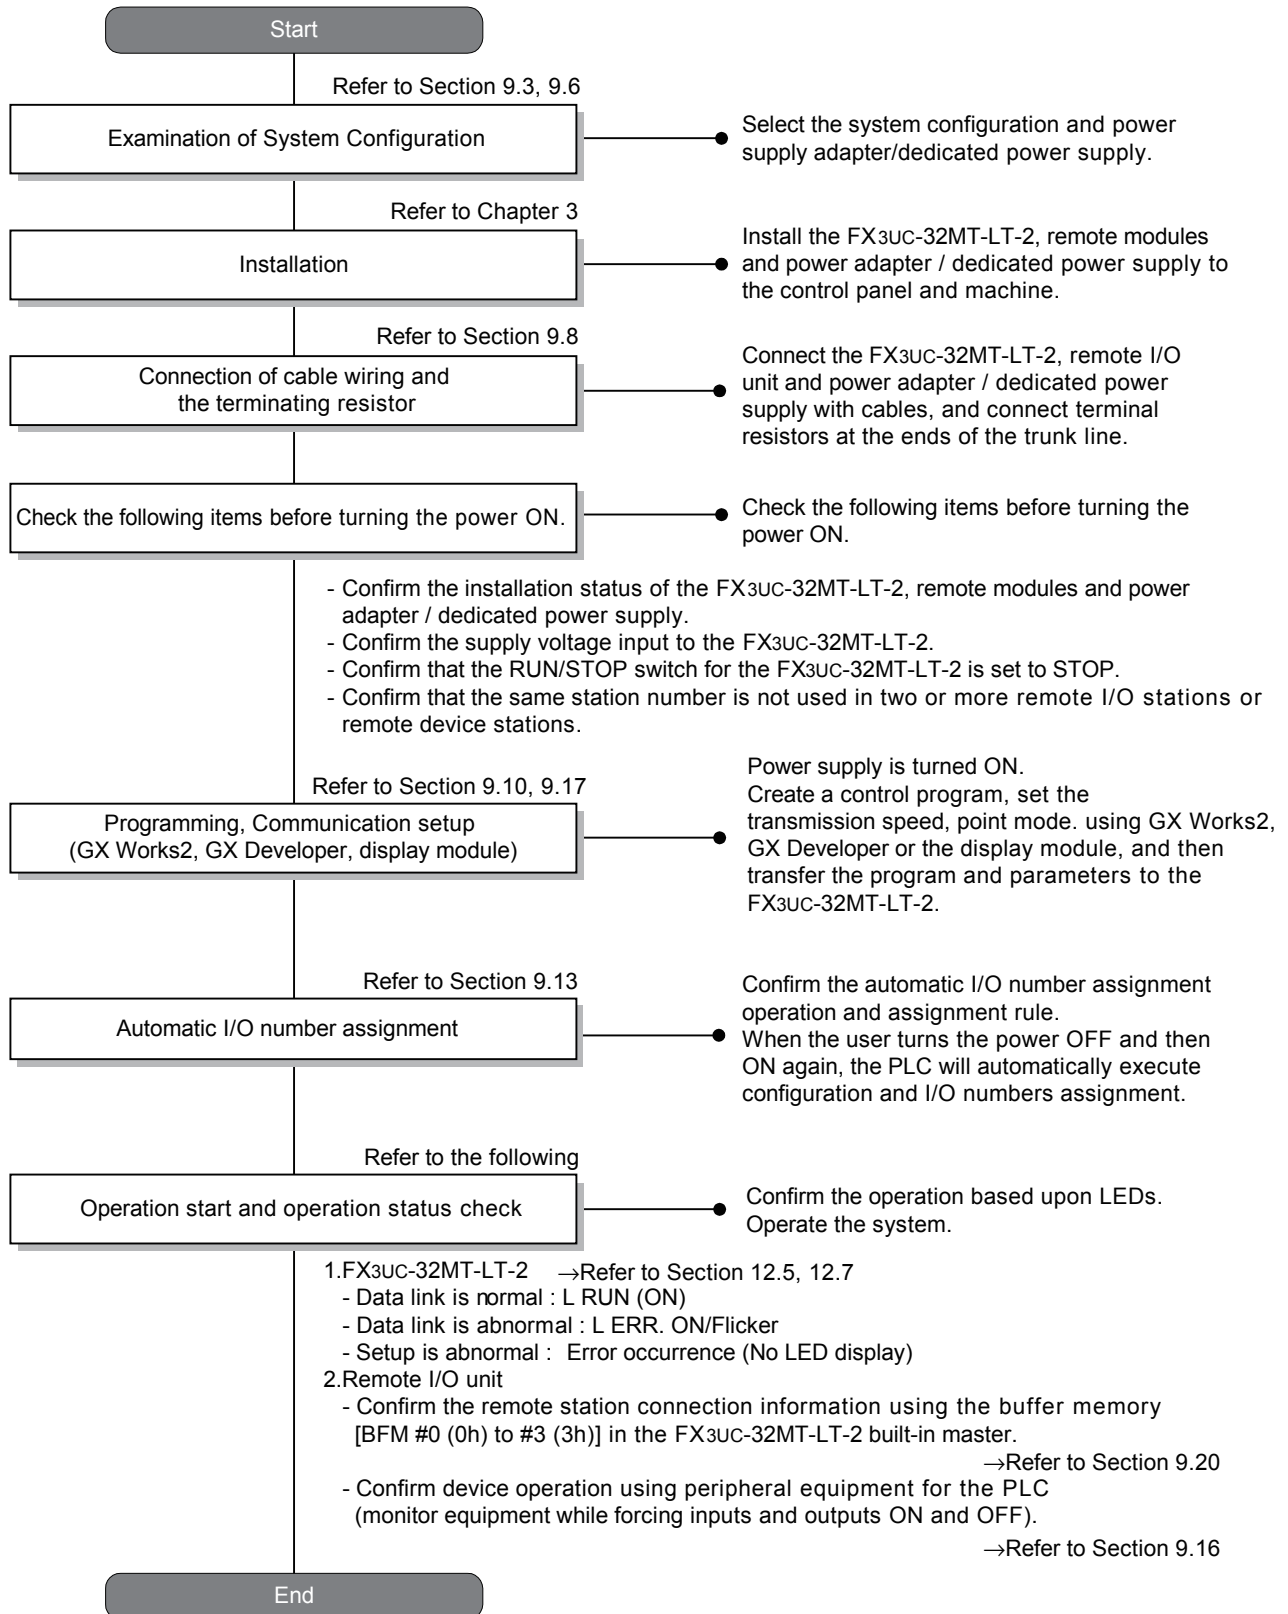 Start
Refer to Section 9.3, 9.6
Examination of System Configuration
Select the system configuration and power
supply adapter/dedicated power supply.
Refer to Chapter 3
Installation
Install the FX3UC-32MT-LT-2, remote modules
and power adapter / dedicated power supply to
the control panel and machine.
Refer to Section 9.8
Connection of cable wiring and
the terminating resistor
Connect the FX3UC-32MT-LT-2, remote I/O
unit and power adapter / dedicated power
supply with cables, and connect terminal
resistors at the ends of the trunk line.
Check the following items before turning the power ON.
Check the following items before turning the
power ON.
- Confirm the installation status of the FX3UC-32MT-LT-2, remote modules and power
adapter / dedicated power supply.
- Confirm the supply voltage input to the FX3UC-32MT-LT-2.
- Confirm that the RUN/STOP switch for the FX3UC-32MT-LT-2 is set to STOP.
- Confirm that the same station number is not used in two or more remote I/O stations or
remote device stations.
Refer to Section 9.10, 9.17
Programming, Communication setup
(GX Works2, GX Developer, display module)
Power supply is turned ON.
Create a control program, set the
transmission speed, point mode. using GX Works2,
GX Developer or the display module, and then
transfer the program and parameters to the
FX3UC-32MT-LT-2.
Refer to Section 9.13
Automatic I/O number assignment
Confirm the automatic I/O number assignment
operation and assignment rule.
When the user turns the power OFF and then
ON again, the PLC will automatically execute
configuration and I/O numbers assignment.
Refer to the following
Operation start and operation status check
Confirm the operation based upon LEDs.
Operate the system.
1.FX3UC-32MT-LT-2 →Refer to Section 12.5, 12.7
- Data link is normal : L RUN (ON)
- Data link is abnormal : L ERR. ON/Flicker
- Setup is abnormal : Error occurrence (No LED display)
2.Remote I/O unit
- Confirm the remote station connection information using the buffer memory
[BFM #0 (0h) to #3 (3h)] in the FX3UC-32MT-LT-2 built-in master.
→Refer to Section 9.20
- Confirm device operation using peripheral equipment for the PLC
(monitor equipment while forcing inputs and outputs ON and OFF).
→Refer to Section 9.16
End